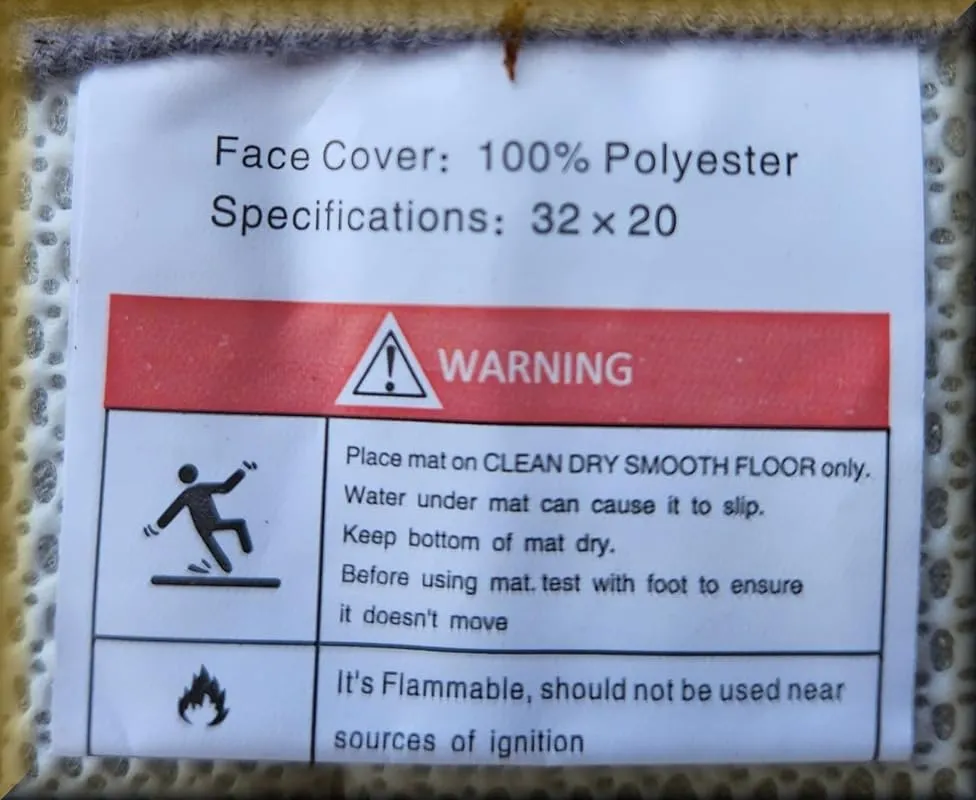 Face Cover: 100% Polyester
Specifications: 32 x 20
WARNING
Place mat on CLEAN DRY SMOOTH FLOOR only.
Water under mat can cause it to slip.
Keep bottom of mat dry.
Before using mat. test with foot to ensure
it doesn't move
It's Flammable, should not be used near
sources of ignition